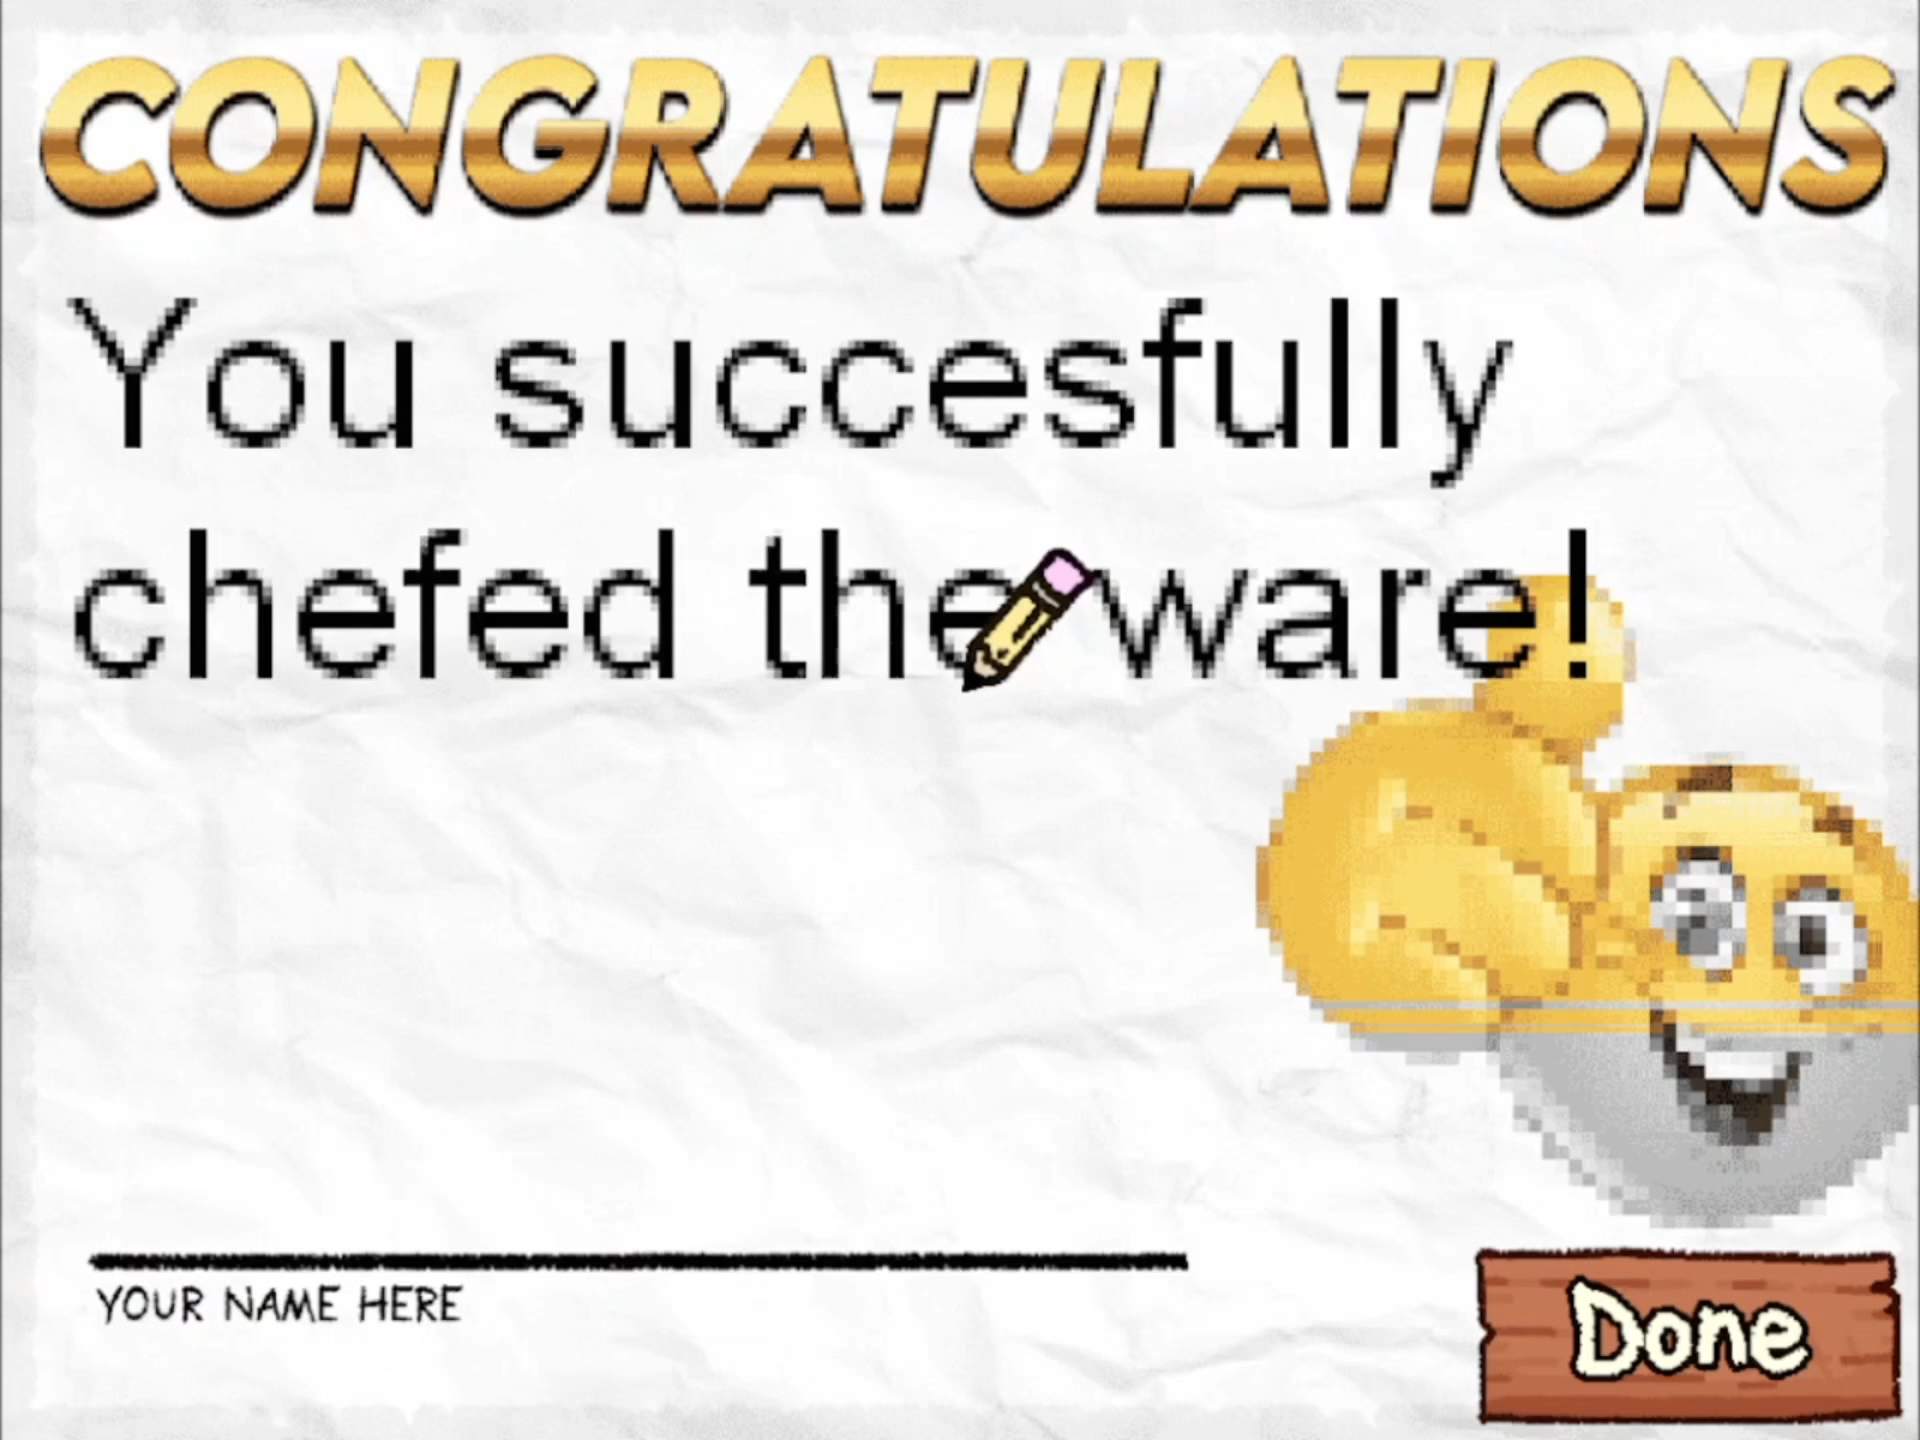 CONGRATULATIONS
You succesfully
chefed the ware!
YOUR NAME HERE
Done